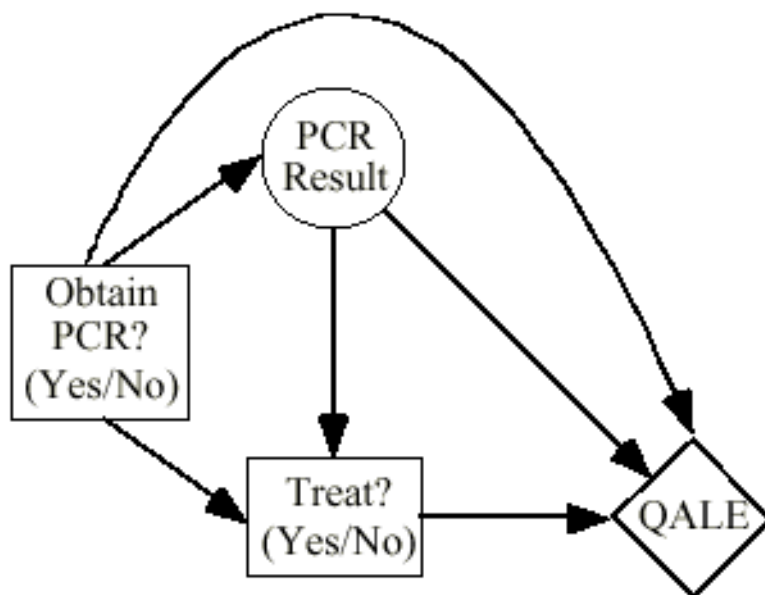 PCR
Result
Obtain
PCR?
(Yes/No)
Treat?
(Yes/No)
QALE